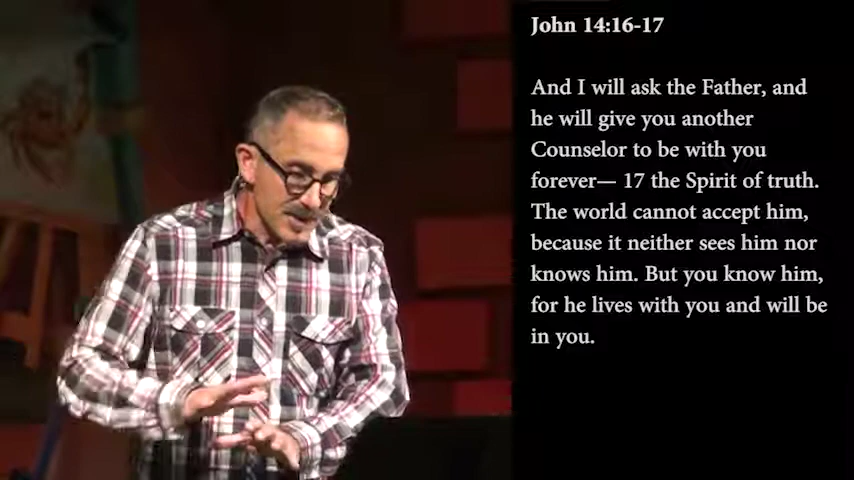 John 14:16-17
And I will ask the Father, and
he will give you another
Counselor to be with you
forever— 17 the Spirit of truth.
The world cannot accept him,
because it neither sees him nor
knows him. But you know him,
for he lives with you and will be
in you.